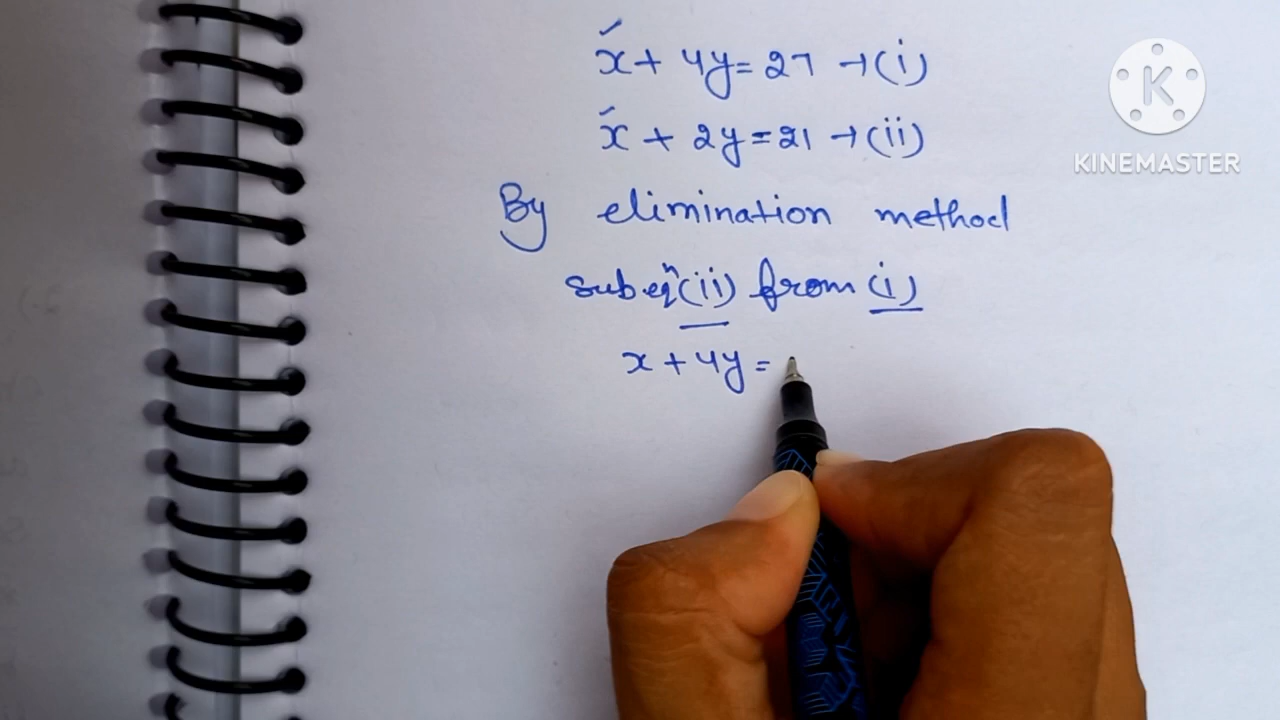 x + 4y = 27 → (i)
x + 2y = 21 → (ii)
By elimination method
sub eqⁿ (ii) from (i)
x + 4y =
K
KINEMASTER